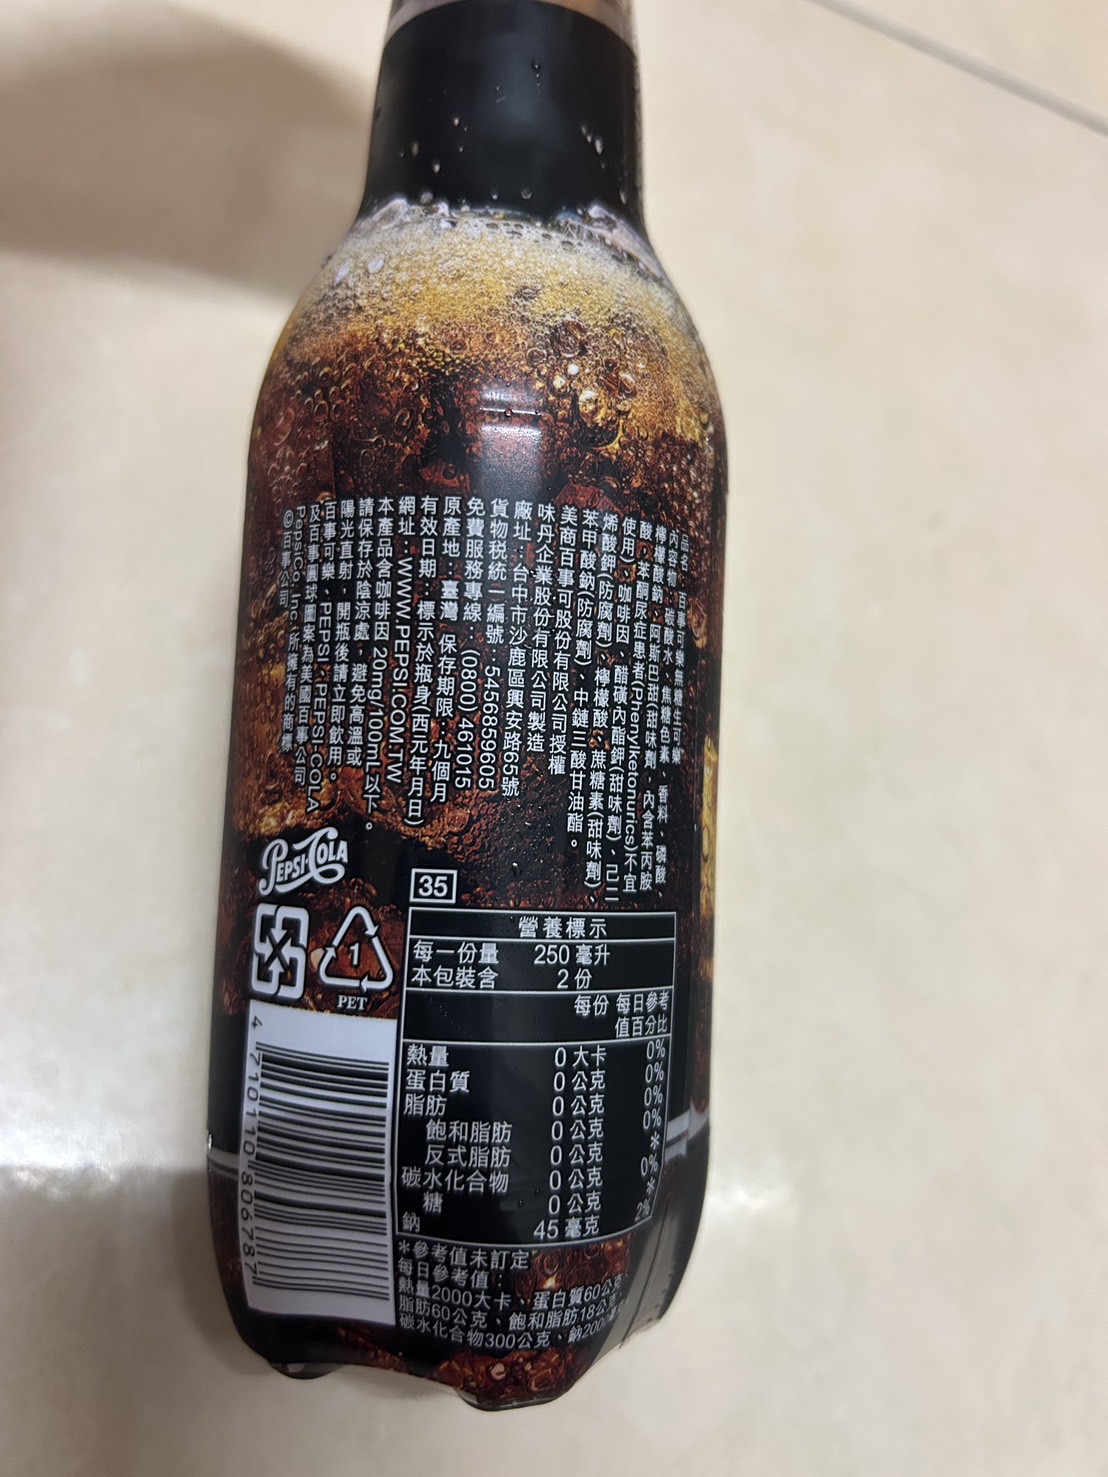 品名：百事可樂無糖生可樂
內容物：碳酸水、焦糖色素、香料、磷酸、
檸檬酸鈉、阿斯巴甜(甜味劑，內含苯丙胺
酸，苯酮尿症患者(Phenylketonurics)不宜
使用)、咖啡因、醋磺內酯鉀(甜味劑)、己二
烯酸鉀(防腐劑)、檸檬酸、蔗糖素(甜味劑)、
苯甲酸鈉(防腐劑)、中鏈三酸甘油酯。
美商百事可股份有限公司授權
味丹企業股份有限公司製造
廠址：台中市沙鹿區興安路65號
貨物稅統一編號：5456859605
免費服務專線：(0800)461015
原產地：臺灣 保存期限：九個月
有效日期：標示於瓶身(西元年月日)
網址：WWW.PEPSI.COM.TW
本產品含咖啡因 20mg/100mL以下。
請保存於陰涼處，避免高溫或
陽光直射，開瓶後請立即飲用。
百事可樂、PEPSI、PEPSI-COLA
及百事圓球圖案為美國百事公司
PepsiCo, Inc.所擁有的商標
©百事公司
PEPSI-COLA
35
1
PET
4 710110 806787
營養標示
每一份量 250 毫升
本包裝含 2 份
每份 每日參考
值百分比
熱量 0 大卡 0%
蛋白質 0 公克 0%
脂肪 0 公克 0%
飽和脂肪 0 公克 0%
反式脂肪 0 公克 *
碳水化合物 0 公克 0%
糖 0 公克 *
鈉 45 毫克 2%
*參考值未訂定
每日參考值：
熱量2000大卡、蛋白質60公克、
脂肪60公克、飽和脂肪18公克、
碳水化合物300公克、鈉2000